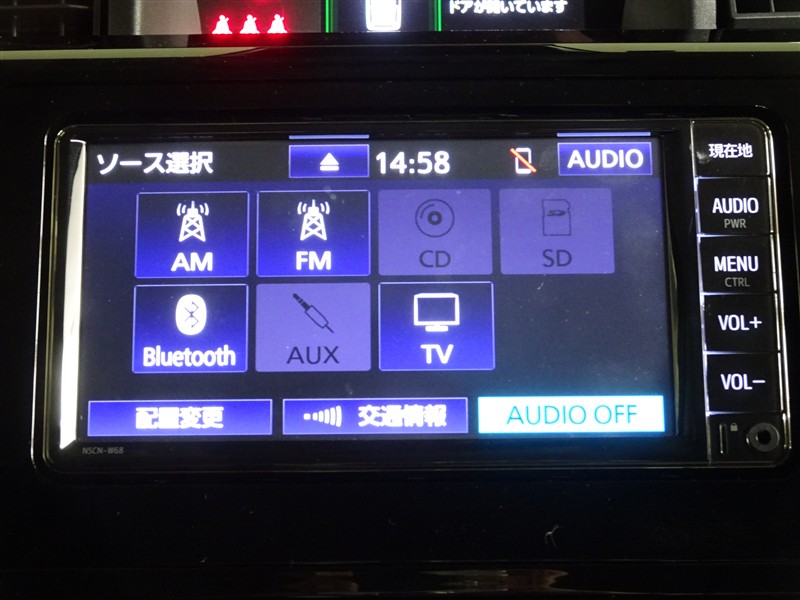 ドアが開いています
ソース選択 14:58 AUDIO 現在地
AM FM CD SD
AUDIO
PWR
MENU
CTRL
Bluetooth AUX TV
VOL+
VOL-
配置変更 交通情報 AUDIO OFF
NSCN-W68